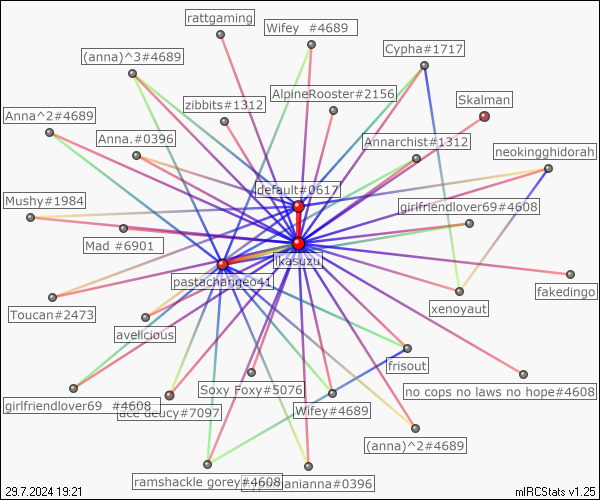 rattgaming
Wifey  #4689
(anna)^3#4689
Cypha#1717
AlpineRooster#2156
zibbits#1312
Skalman
Anna^2#4689
Anna.#0396
Annarchist#1312
neokingghidorah
default#0617
Mushy#1984
girlfriendlover69#4608
Mad #6901
ikasuzu
pastachangeo41
fakedingo
xenoyaut
Toucan#2473
avelicious
frisout
Soxy Foxy#5076
no cops no laws no hope#4608
girlfriendlover69  #4608
ace deucy#7097
Wifey#4689
(anna)^2#4689
ramshackle gorey#4608
anianna#0396
29.7.2024 19:21
mIRCStats v1.25